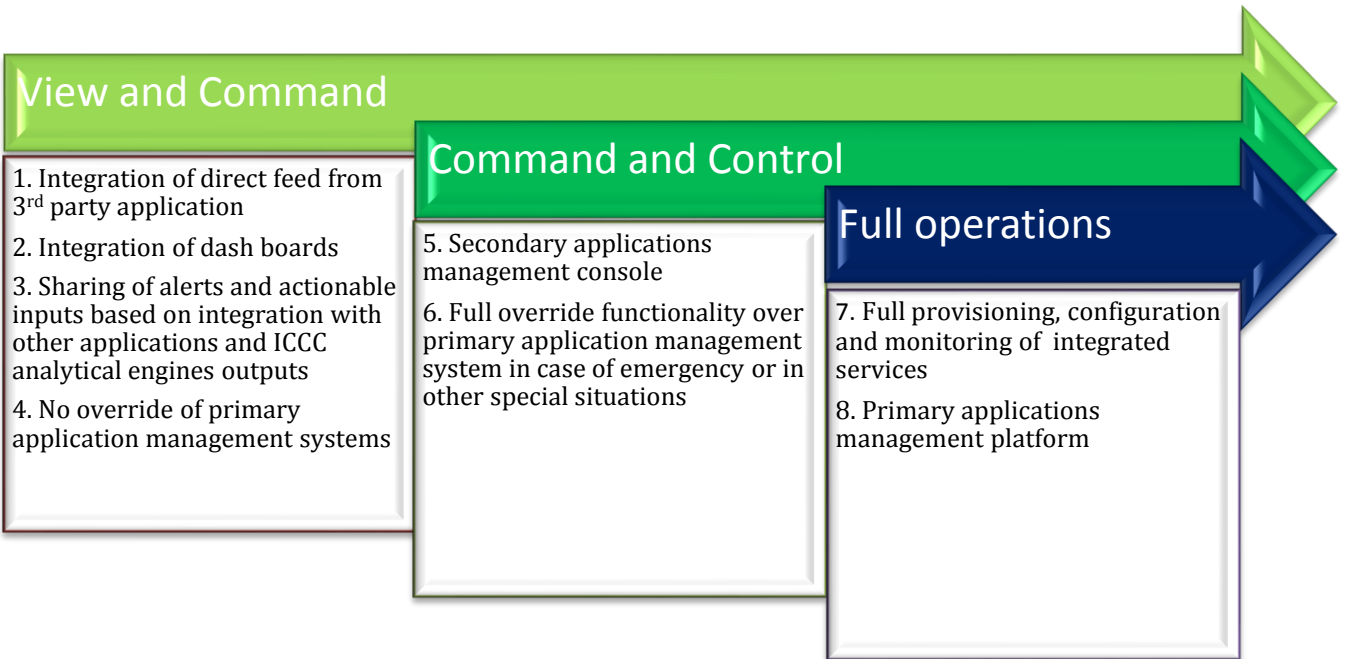 View and Command
1. Integration of direct feed from
3rd party application
2. Integration of dash boards
3. Sharing of alerts and actionable
inputs based on integration with
other applications and ICCC
analytical engines outputs
4. No override of primary
application management systems
Command and Control
5. Secondary applications
management console
6. Full override functionality over
primary application management
system in case of emergency or in
other special situations
Full operations
7. Full provisioning, configuration
and monitoring of integrated
services
8. Primary applications
management platform